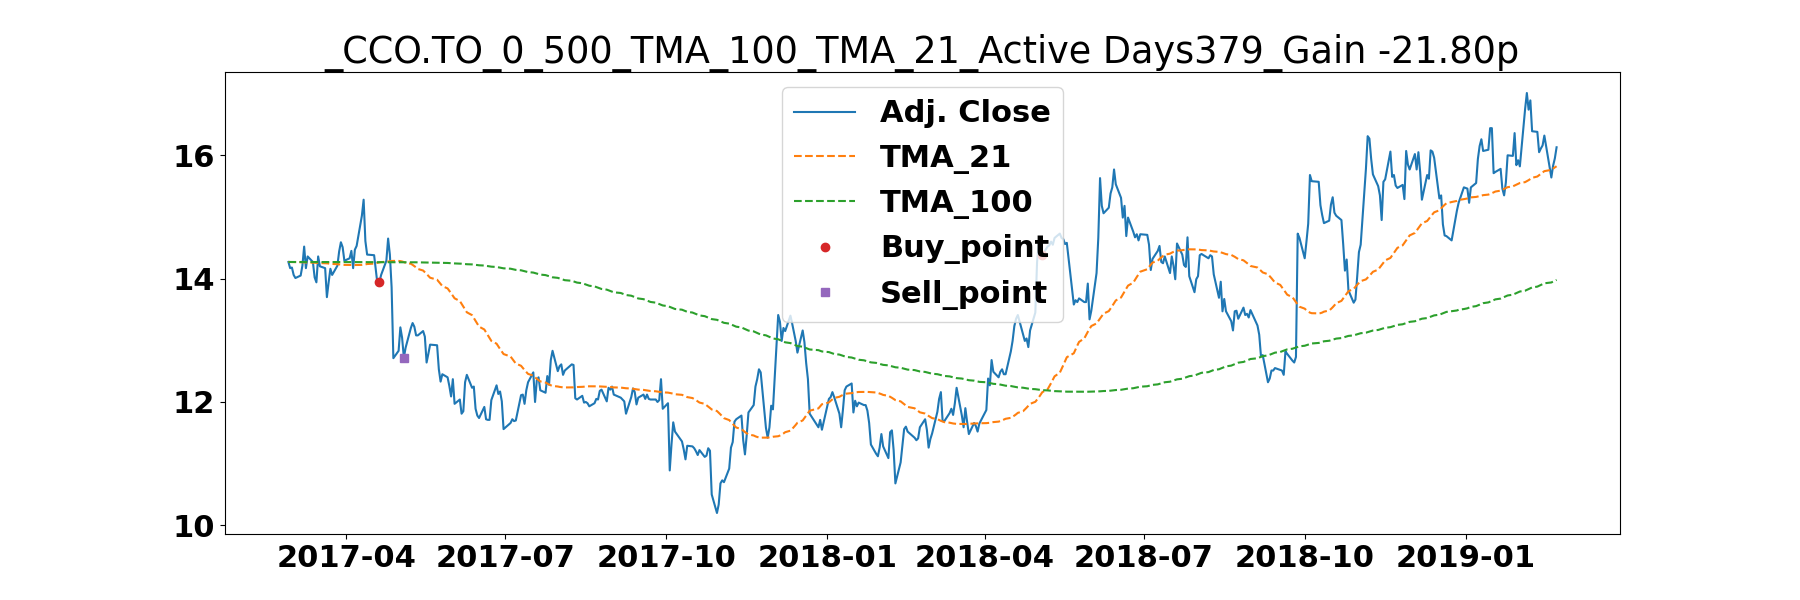 _CCO.TO_0_500_TMA_100_TMA_21_Active Days379_Gain -21.80p
Adj. Close
TMA_21
TMA_100
Buy_point
Sell_point
16
14
12
10
2017-04 2017-07 2017-10 2018-01 2018-04 2018-07 2018-10 2019-01